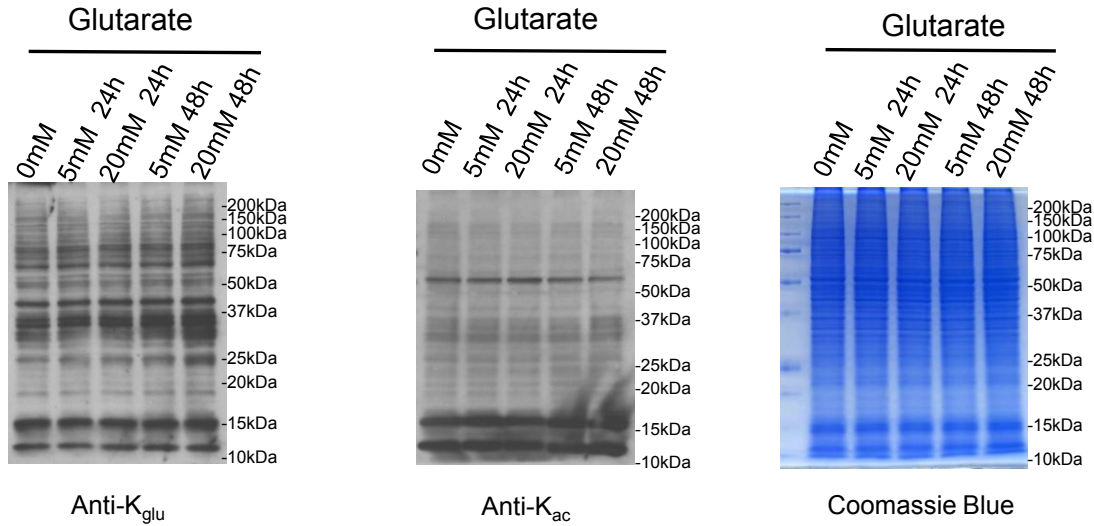 Glutarate
0mM
5mM 24h
20mM 24h
5mM 48h
20mM 48h
-200kDa
-150kDa
-100kDa
-75kDa
-50kDa
-37kDa
-25kDa
-20kDa
-15kDa
-10kDa
Anti-Kglu
Glutarate
0mM
5mM 24h
20mM 24h
5mM 48h
20mM 48h
-200kDa
-150kDa
-100kDa
-75kDa
-50kDa
-37kDa
-25kDa
-20kDa
-15kDa
-10kDa
Anti-Kac
Glutarate
0mM
5mM 24h
20mM 24h
5mM 48h
20mM 48h
-200kDa
-150kDa
-100kDa
-75kDa
-50kDa
-37kDa
-25kDa
-20kDa
-15kDa
-10kDa
Coomassie Blue